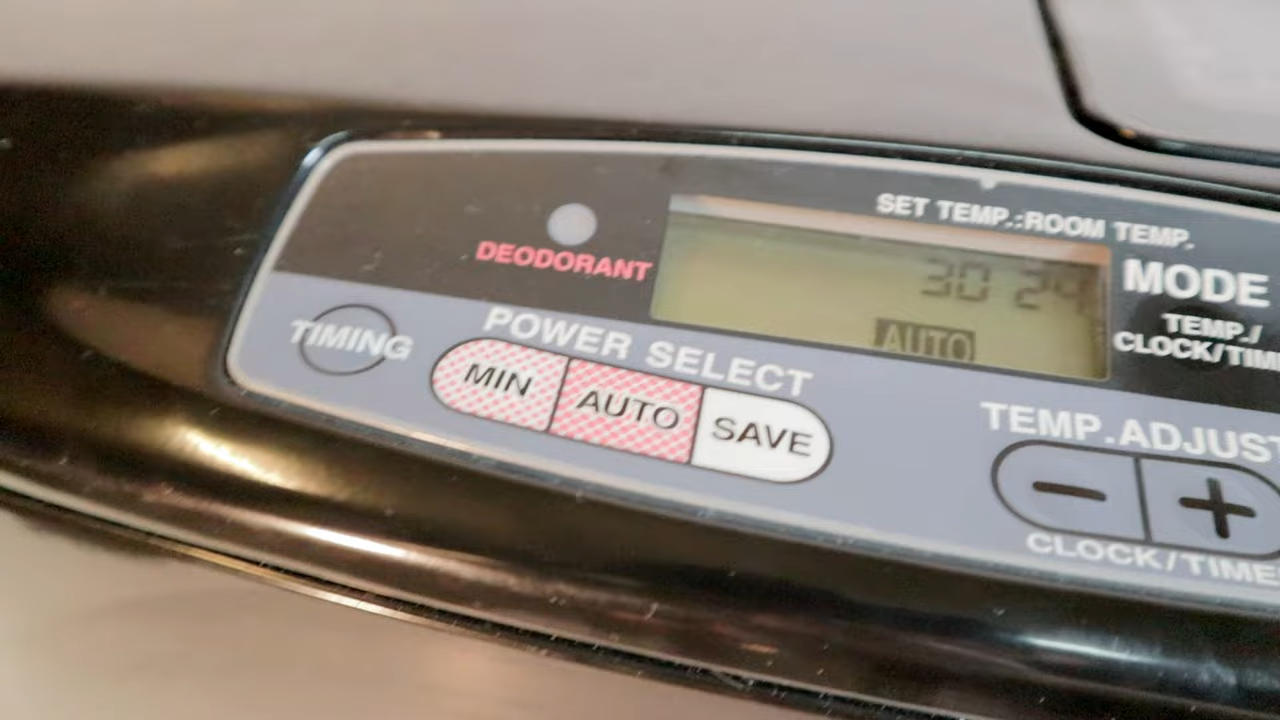 SET TEMP.:ROOM TEMP.
DEODORANT
30 24
MODE
AUTO
TEMP./
CLOCK/TIM
TIMING
POWER SELECT
MIN AUTO SAVE
TEMP.ADJUST
− +
CLOCK/TIME